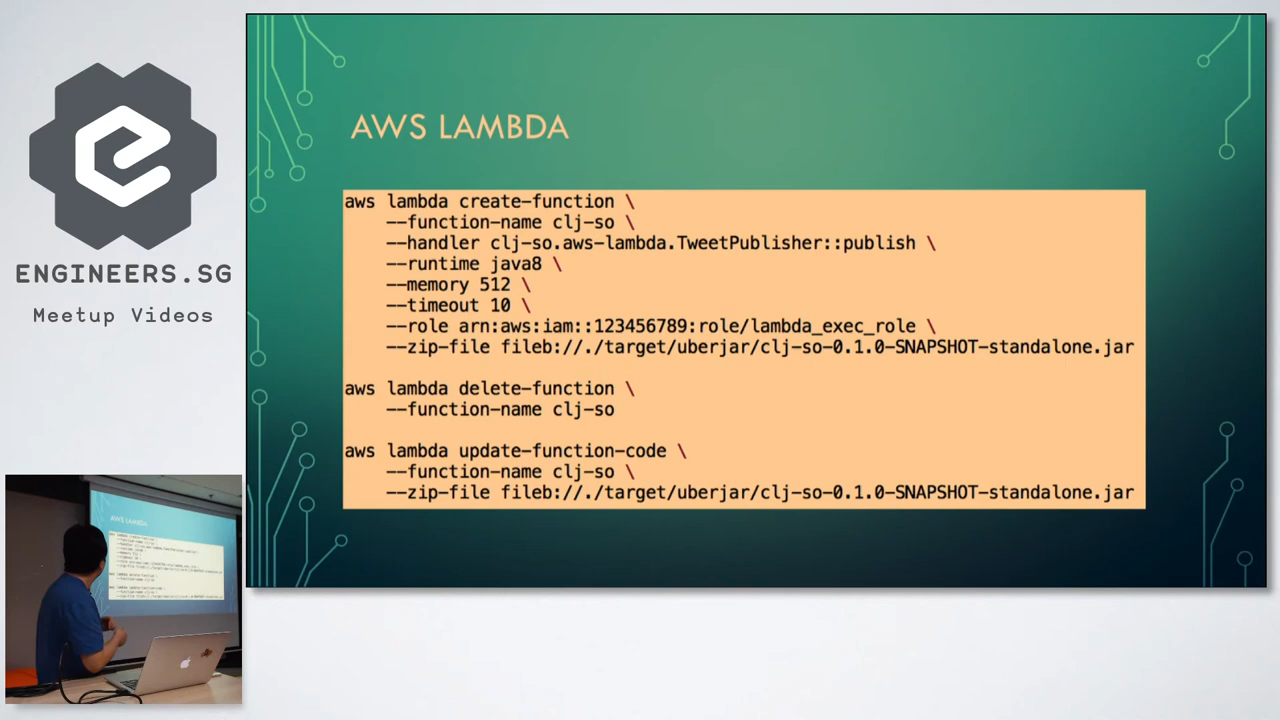 ENGINEERS.SG
Meetup Videos
AWS LAMBDA
aws lambda create-function \
--function-name clj-so \
--handler clj-so.aws-lambda.TweetPublisher::publish \
--runtime java8 \
--memory 512 \
--timeout 10 \
--role arn:aws:iam::123456789:role/lambda_exec_role \
--zip-file fileb://./target/uberjar/clj-so-0.1.0-SNAPSHOT-standalone.jar
aws lambda delete-function \
--function-name clj-so
aws lambda update-function-code \
--function-name clj-so \
--zip-file fileb://./target/uberjar/clj-so-0.1.0-SNAPSHOT-standalone.jar
AWS LAMBDA